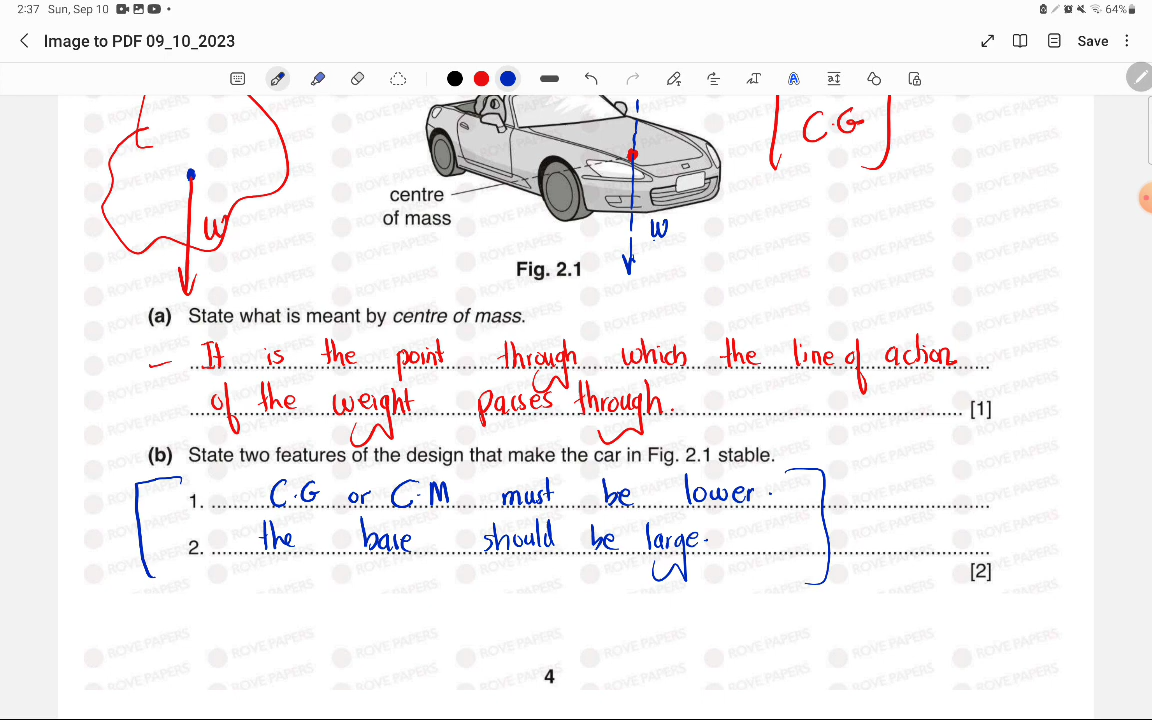 2:37 Sun, Sep 10
64%
Image to PDF 09_10_2023
Save
t
C.G
W
centre
of mass
W
Fig. 2.1
(a) State what is meant by centre of mass.
- It is the point through which the line of action
of the weight passes through. [1]
(b) State two features of the design that make the car in Fig. 2.1 stable.
1. C.G or C.M must be lower.
2. the base should be large.
[2]
ROVE PAPERS
4